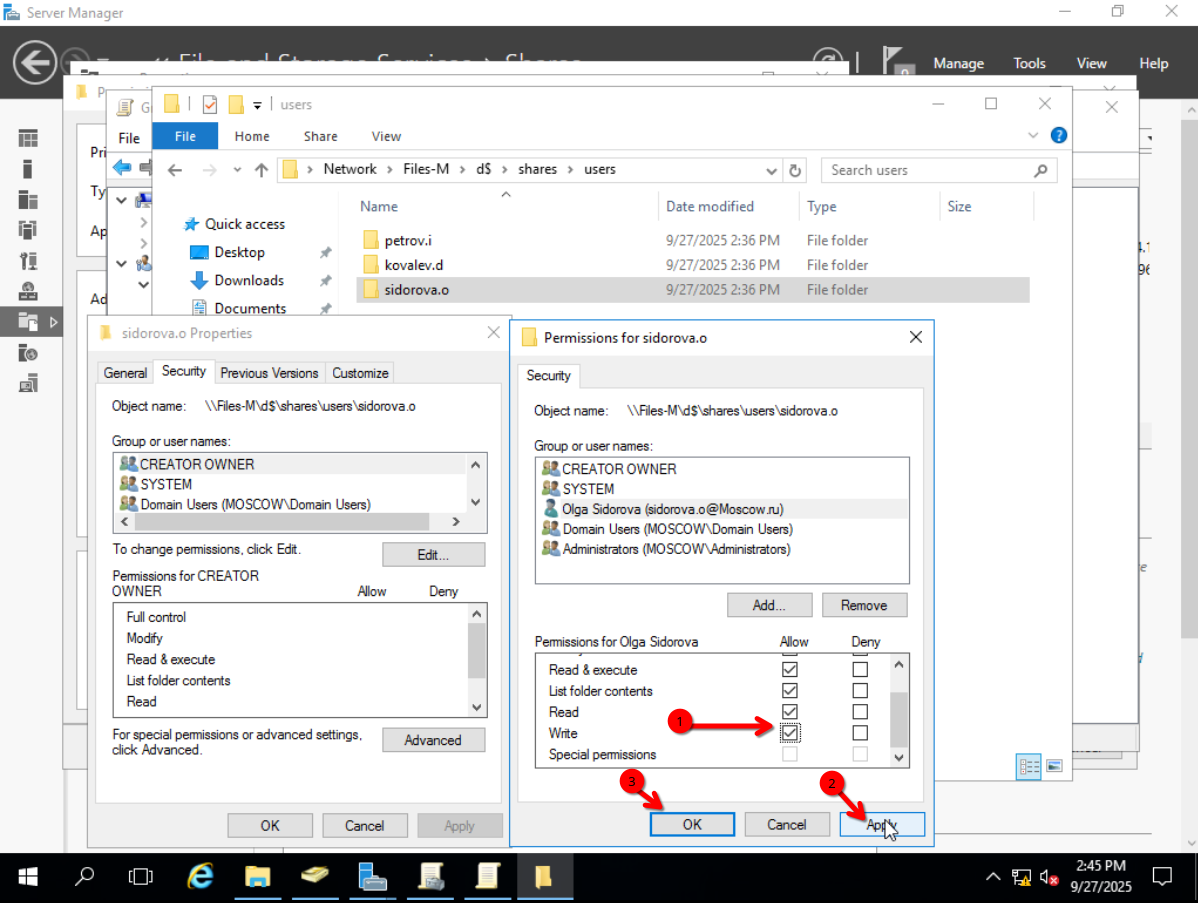 Server Manager
Manage Tools View Help
users
File
File Home Share View
Network > Files-M > d$ > shares > users
Search users
Name Date modified Type Size
Quick access
Desktop
Downloads
Documents
petrov.i 9/27/2025 2:36 PM File folder
kovalev.d 9/27/2025 2:36 PM File folder
sidorova.o 9/27/2025 2:36 PM File folder
Pri
Ty
Ap
Ad
sidorova.o Properties
General Security Previous Versions Customize
Object name: \\Files-M\d$\shares\users\sidorova.o
Group or user names:
CREATOR OWNER
SYSTEM
Domain Users (MOSCOW\Domain Users)
To change permissions, click Edit.
Edit...
Permissions for CREATOR
OWNER Allow Deny
Full control
Modify
Read & execute
List folder contents
Read
For special permissions or advanced settings,
click Advanced.
Advanced
OK Cancel Apply
Permissions for sidorova.o
Security
Object name: \\Files-M\d$\shares\users\sidorova.o
Group or user names:
CREATOR OWNER
SYSTEM
Olga Sidorova (sidorova.o@Moscow.ru)
Domain Users (MOSCOW\Domain Users)
Administrators (MOSCOW\Administrators)
Add... Remove
Permissions for Olga Sidorova Allow Deny
Read & execute
List folder contents
Read
1
Write
Special permissions
3
2
OK Cancel Apply
2:45 PM
9/27/2025